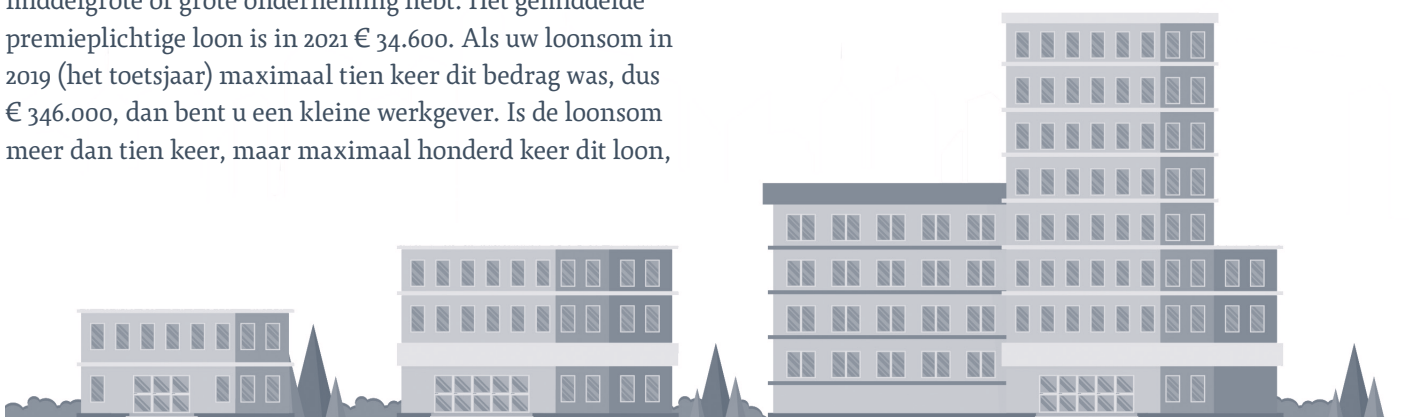 middelgrote of grote onderneming hebt. Het gemiddelde
premieplichtige loon is in 2021 € 34.600. Als uw loonsom in
2019 (het toetsjaar) maximaal tien keer dit bedrag was, dus
€ 346.000, dan bent u een kleine werkgever. Is de loonsom
meer dan tien keer, maar maximaal honderd keer dit loon,